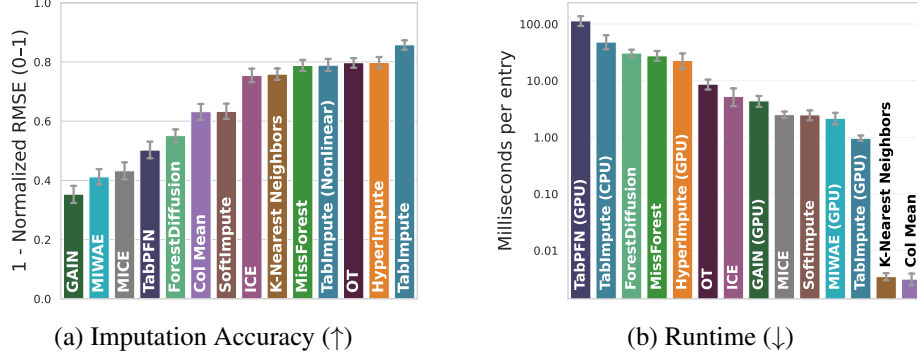 1 - Normalized RMSE (0–1)
1.0
0.8
0.6
0.4
0.2
0.0
GAIN
MIWAE
MICE
TabPFN
ForestDiffusion
Col Mean
SoftImpute
ICE
K-Nearest Neighbors
MissForest
TabImpute (Nonlinear)
OT
HyperImpute
TabImpute
(a) Imputation Accuracy (↑)
Milliseconds per entry
100.00
10.00
1.00
0.10
0.01
TabPFN (GPU)
TabImpute (CPU)
ForestDiffusion
MissForest
HyperImpute (GPU)
OT
ICE
GAIN (GPU)
MICE
SoftImpute
MIWAE (GPU)
TabImpute (GPU)
K-Nearest Neighbors
Col Mean
(b) Runtime (↓)